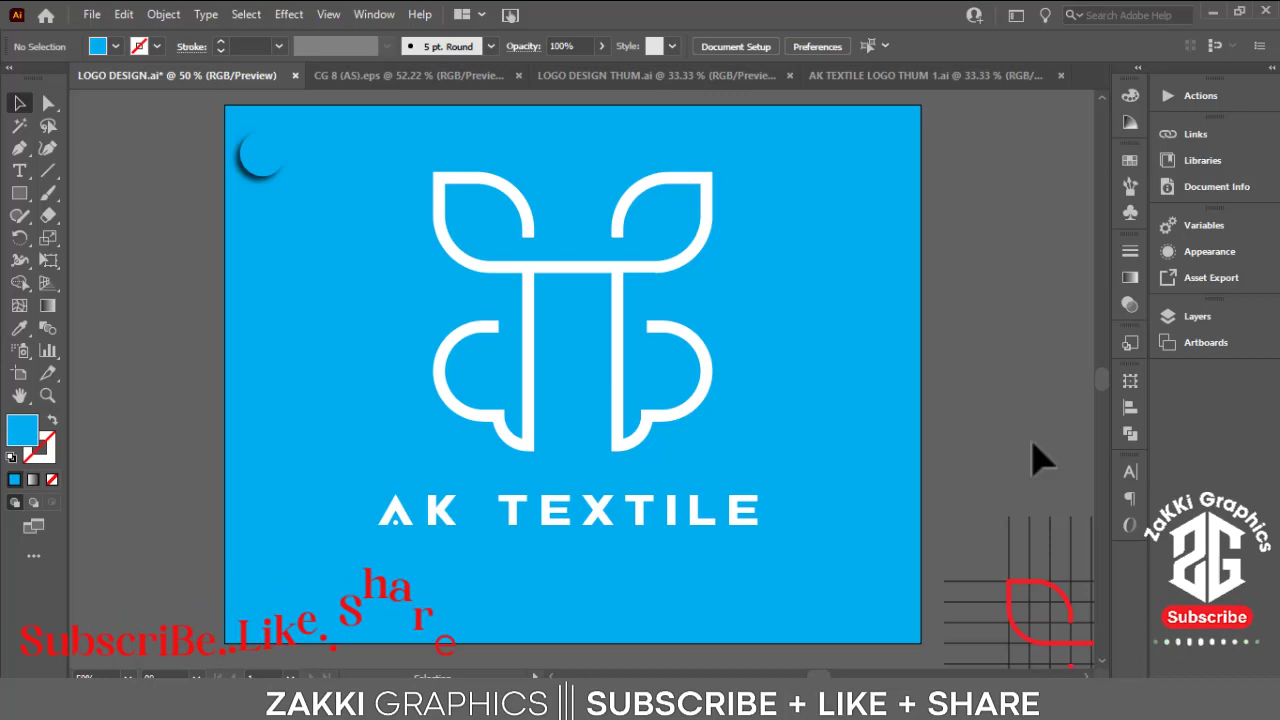 Ai File Edit Object Type Select Effect View Window Help Search Adobe Help
No Selection Stroke: 5 pt. Round Opacity: 100% Style: Document Setup Preferences
LOGO DESIGN.ai* @ 50 % (RGB/Preview) × CG 8 (AS).eps @ 52.22 % (RGB/Previe... × LOGO DESIGN THUM.ai @ 33.33 % (RGB/Previe... × AK TEXTILE LOGO THUM 1.ai @ 33.33 % (RGB/... ×
Actions
Links
Libraries
Document Info
Variables
Appearance
Asset Export
Layers
Artboards
AK TEXTILE
ZaKKi Graphics
ZG
Subscribe
SubscriBe..Like..Share
Selection
ZAKKI GRAPHICS ||| SUBSCRIBE + LIKE + SHARE